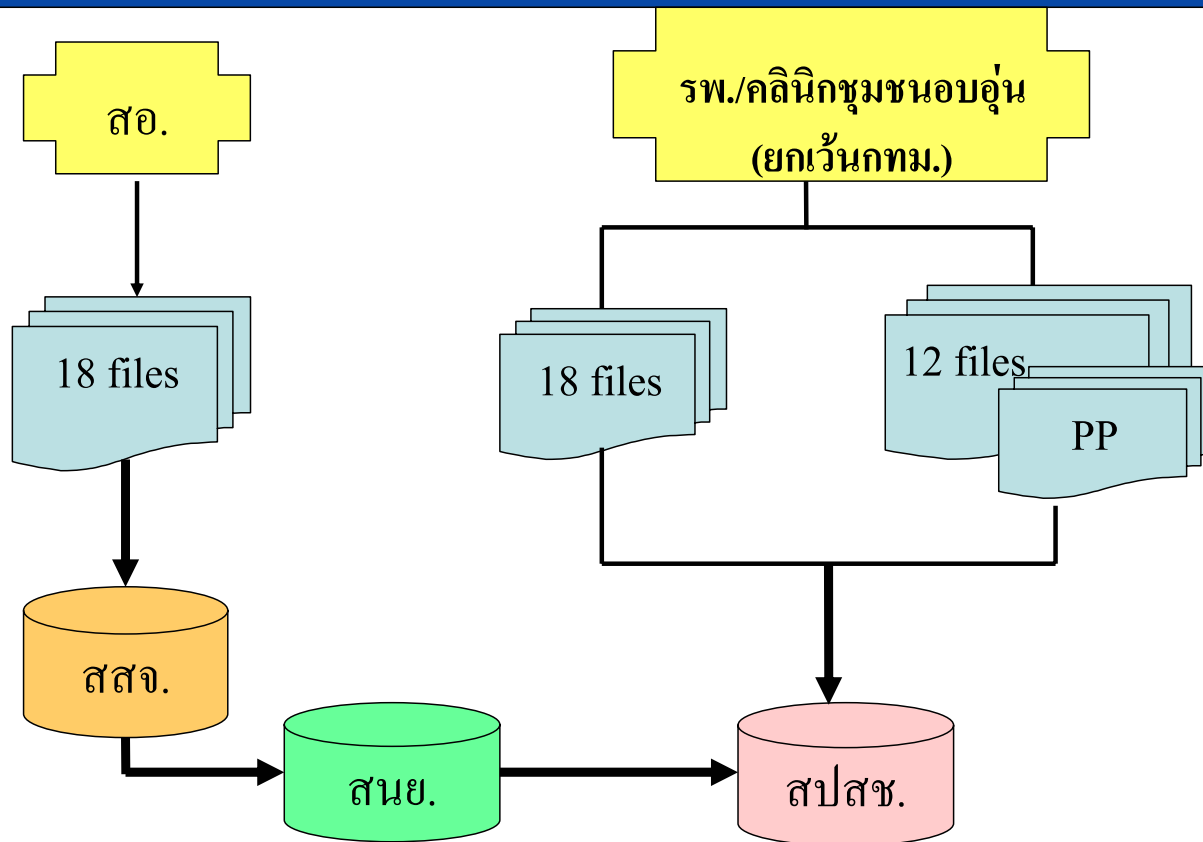 สอ.
รพ./คลินิกชุมชนอบอุ่น
(ยกเว้นกทม.)
18 files
18 files
12 files
PP
สสจ.
สนย.
สปสช.